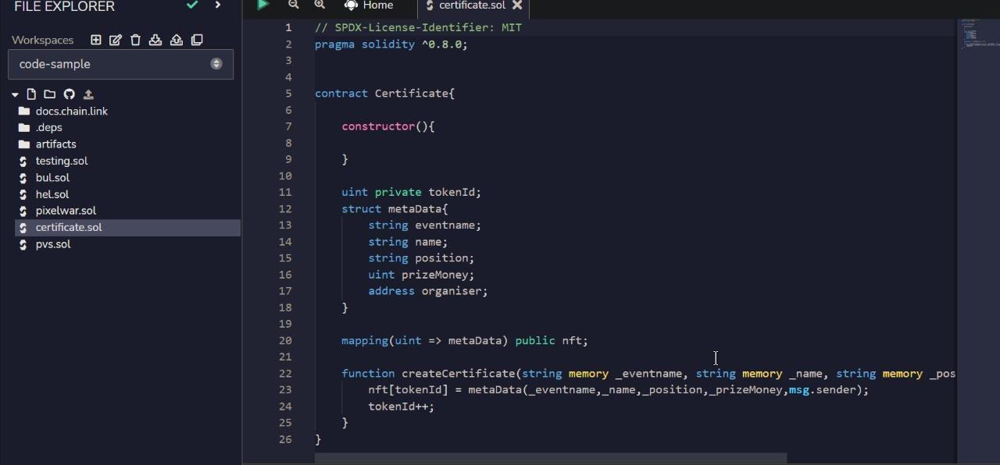 FILE EXPLORER
Workspaces
code-sample
docs.chain.link
.deps
artifacts
testing.sol
bul.sol
hel.sol
pixelwar.sol
certificate.sol
pvs.sol
Home
certificate.sol
1 // SPDX-License-Identifier: MIT
2 pragma solidity ^0.8.0;
3
4
5 contract Certificate{
6
7 constructor(){
8
9 }
10
11 uint private tokenId;
12 struct metaData{
13 string eventname;
14 string name;
15 string position;
16 uint prizeMoney;
17 address organiser;
18 }
19
20 mapping(uint => metaData) public nft;
21
22 function createCertificate(string memory _eventname, string memory _name, string memory _pos
23 nft[tokenId] = metaData(_eventname,_name,_position,_prizeMoney,msg.sender);
24 tokenId++;
25 }
26 }